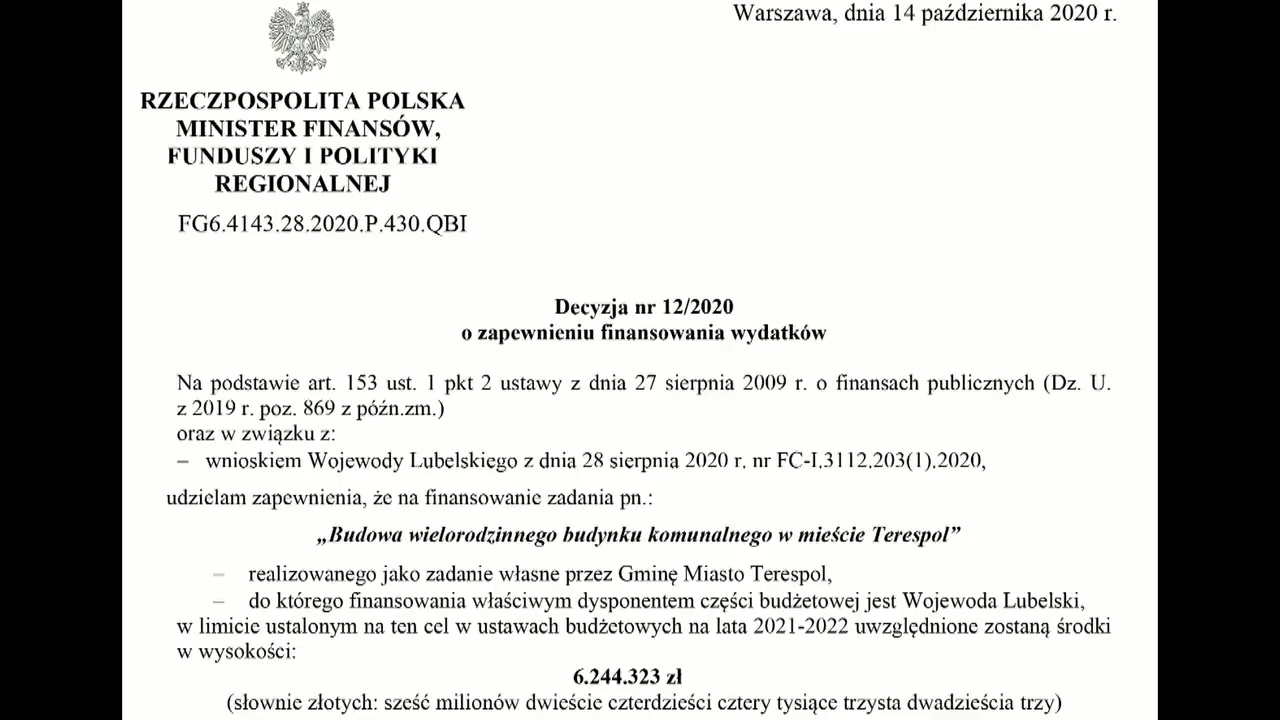 Warszawa, dnia 14 października 2020 r.
RZECZPOSPOLITA POLSKA
MINISTER FINANSÓW,
FUNDUSZY I POLITYKI
REGIONALNEJ
FG6.4143.28.2020.P.430.QBI
Decyzja nr 12/2020
o zapewnieniu finansowania wydatków
Na podstawie art. 153 ust. 1 pkt 2 ustawy z dnia 27 sierpnia 2009 r. o finansach publicznych (Dz. U.
z 2019 r. poz. 869 z późn.zm.)
oraz w związku z:
– wnioskiem Wojewody Lubelskiego z dnia 28 sierpnia 2020 r. nr FC-I.3112.203(1).2020,
udzielam zapewnienia, że na finansowanie zadania pn.:
„Budowa wielorodzinnego budynku komunalnego w mieście Terespol”
– realizowanego jako zadanie własne przez Gminę Miasto Terespol,
– do którego finansowania właściwym dysponentem części budżetowej jest Wojewoda Lubelski,
w limicie ustalonym na ten cel w ustawach budżetowych na lata 2021-2022 uwzględnione zostaną środki
w wysokości:
6.244.323 zł
(słownie złotych: sześć milionów dwieście czterdzieści cztery tysiące trzysta dwadzieścia trzy)